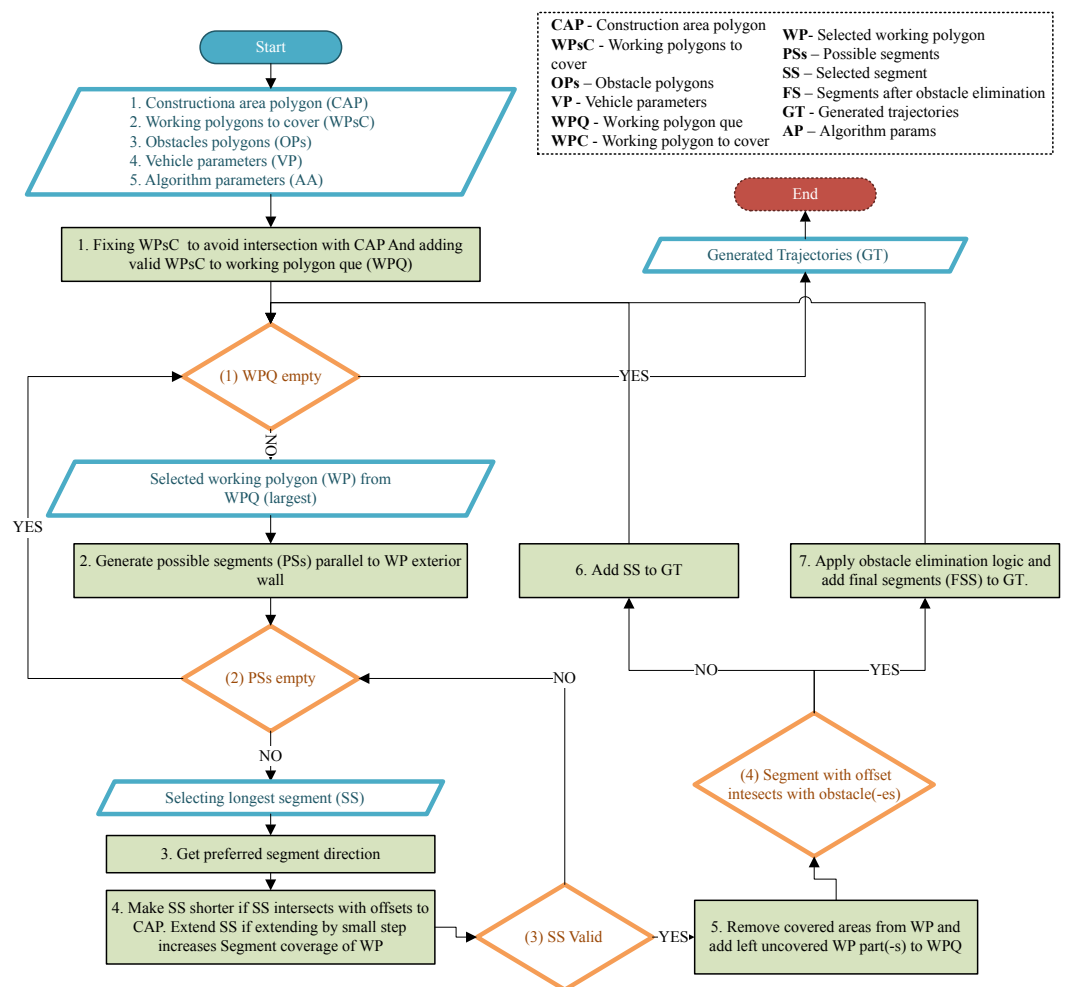 CAP - Construction area polygon
WPsC - Working polygons to
cover
OPs – Obstacle polygons
VP - Vehicle parameters
WPQ - Working polygon que
WPC - Working polygon to cover
WP- Selected working polygon
PSs – Possible segments
SS – Selected segment
FS – Segments after obstacle elimination
GT - Generated trajectories
AP – Algorithm params
Start
1. Constructiona area polygon (CAP)
2. Working polygons to cover (WPsC)
3. Obstacles polygons (OPs)
4. Vehicle parameters (VP)
5. Algorithm parameters (AA)
End
1. Fixing WPsC to avoid intersection with CAP And adding
valid WPsC to working polygon que (WPQ)
Generated Trajectories (GT)
(1) WPQ empty
YES
NO
Selected working polygon (WP) from
WPQ (largest)
YES
2. Generate possible segments (PSs) parallel to WP exterior
wall
6. Add SS to GT
7. Apply obstacle elimination logic and
add final segments (FSS) to GT.
(2) PSs empty
NO
NO
YES
NO
(4) Segment with offset
intesects with obstacle(-es)
Selecting longest segment (SS)
3. Get preferred segment direction
4. Make SS shorter if SS intersects with offsets to
CAP. Extend SS if extending by small step
increases Segment coverage of WP
(3) SS Valid
YES
5. Remove covered areas from WP and
add left uncovered WP part(-s) to WPQ